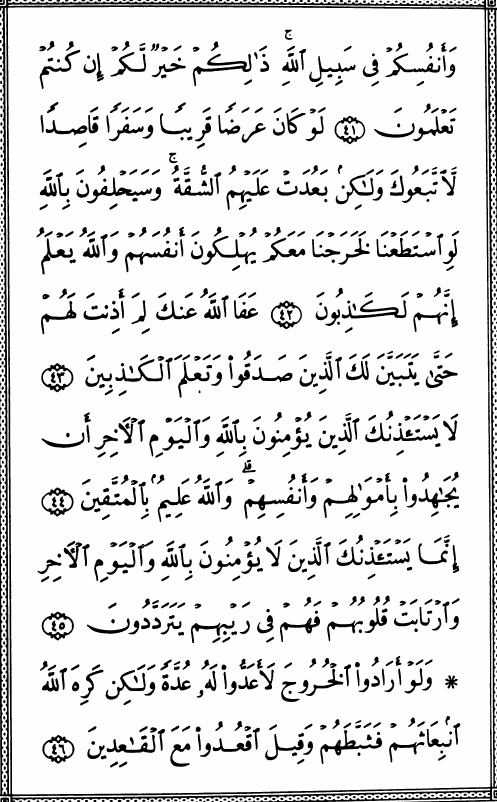 وَأَنفُسِكُمْ فِى سَبِيلِ ٱللَّهِ ۚ ذَٰلِكُمْ خَيْرٌ لَّكُمْ إِن كُنتُمْ
تَعْلَمُونَ ٤١ لَوْ كَانَ عَرَضًا قَرِيبًا وَسَفَرًا قَاصِدًا
لَّٱتَّبَعُوكَ وَلَٰكِنۢ بَعُدَتْ عَلَيْهِمُ ٱلشُّقَّةُ ۚ وَسَيَحْلِفُونَ بِٱللَّهِ
لَوِ ٱسْتَطَعْنَا لَخَرَجْنَا مَعَكُمْ يُهْلِكُونَ أَنفُسَهُمْ وَٱللَّهُ يَعْلَمُ
إِنَّهُمْ لَكَٰذِبُونَ ٤٢ عَفَا ٱللَّهُ عَنكَ لِمَ أَذِنتَ لَهُمْ
حَتَّىٰ يَتَبَيَّنَ لَكَ ٱلَّذِينَ صَدَقُوا۟ وَتَعْلَمَ ٱلْكَٰذِبِينَ ٤٣
لَا يَسْتَـْٔذِنُكَ ٱلَّذِينَ يُؤْمِنُونَ بِٱللَّهِ وَٱلْيَوْمِ ٱلْءَاخِرِ أَن
يُجَٰهِدُوا۟ بِأَمْوَٰلِهِمْ وَأَنفُسِهِمْ ۗ وَٱللَّهُ عَلِيمٌۢ بِٱلْمُتَّقِينَ ٤٤
إِنَّمَا يَسْتَـْٔذِنُكَ ٱلَّذِينَ لَا يُؤْمِنُونَ بِٱللَّهِ وَٱلْيَوْمِ ٱلْءَاخِرِ
وَٱرْتَابَتْ قُلُوبُهُمْ فَهُمْ فِى رَيْبِهِمْ يَتَرَدَّدُونَ ٤٥
* وَلَوْ أَرَادُوا۟ ٱلْخُرُوجَ لَأَعَدُّوا۟ لَهُۥ عُدَّةً وَلَٰكِن كَرِهَ ٱللَّهُ
ٱنۢبِعَاثَهُمْ فَثَبَّطَهُمْ وَقِيلَ ٱقْعُدُوا۟ مَعَ ٱلْقَٰعِدِينَ ٤٦